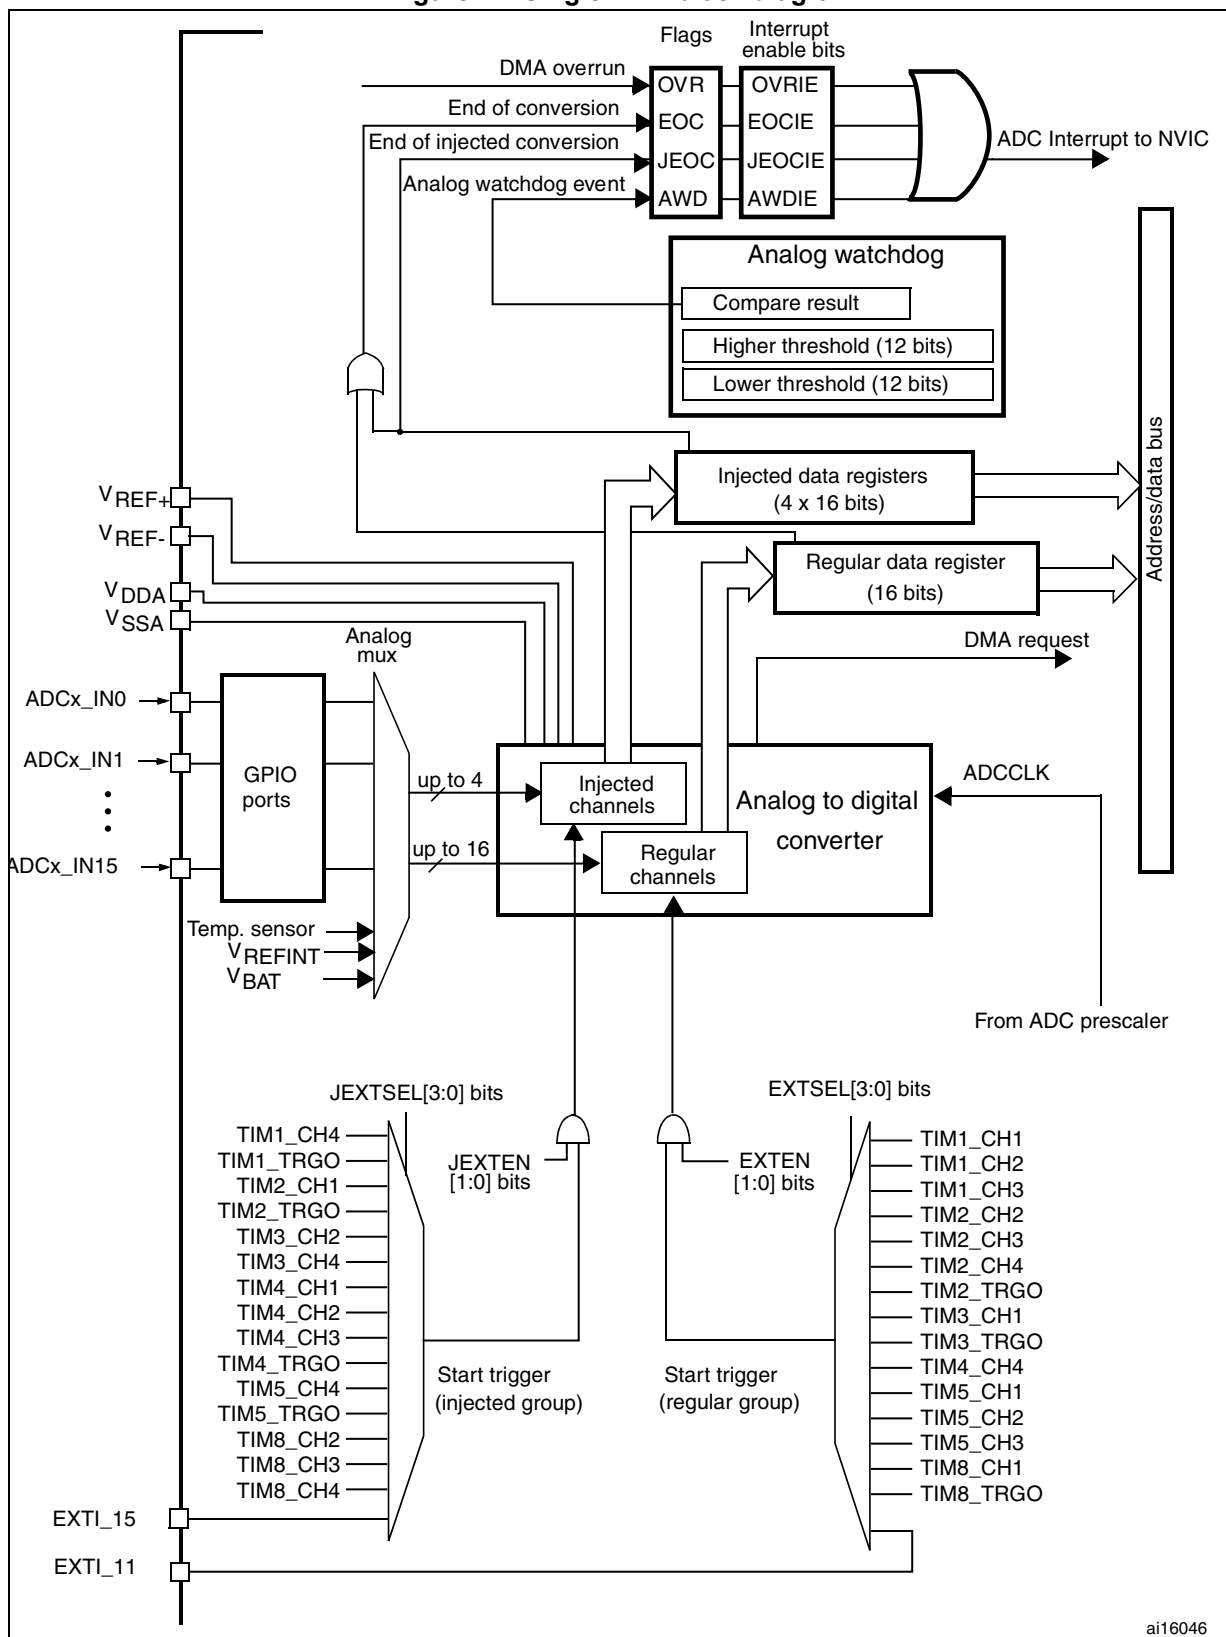 Flags
Interrupt
enable bits
DMA overrun
OVR
OVRIE
End of conversion
EOC
EOCIE
End of injected conversion
JEOC
JEOCIE
ADC Interrupt to NVIC
Analog watchdog event
AWD
AWDIE
Analog watchdog
Compare result
Higher threshold (12 bits)
Lower threshold (12 bits)
Address/data bus
Injected data registers
(4 x 16 bits)
VREF+
VREF-
Regular data register
(16 bits)
VDDA
VSSA
Analog
mux
DMA request
ADCx_IN0
ADCx_IN1
ADCx_IN15
GPIO
ports
up to 4
up to 16
Injected
channels
Regular
channels
Analog to digital
converter
ADCCLK
Temp. sensor
VREFINT
VBAT
From ADC prescaler
JEXTSEL[3:0] bits
EXTSEL[3:0] bits
TIM1_CH4
TIM1_TRGO
TIM2_CH1
TIM2_TRGO
TIM3_CH2
TIM3_CH4
TIM4_CH1
TIM4_CH2
TIM4_CH3
TIM4_TRGO
TIM5_CH4
TIM5_TRGO
TIM8_CH2
TIM8_CH3
TIM8_CH4
JEXTEN
[1:0] bits
EXTEN
[1:0] bits
Start trigger
(injected group)
Start trigger
(regular group)
TIM1_CH1
TIM1_CH2
TIM1_CH3
TIM2_CH2
TIM2_CH3
TIM2_CH4
TIM2_TRGO
TIM3_CH1
TIM3_TRGO
TIM4_CH4
TIM5_CH1
TIM5_CH2
TIM5_CH3
TIM8_CH1
TIM8_TRGO
EXTI_15
EXTI_11
ai16046